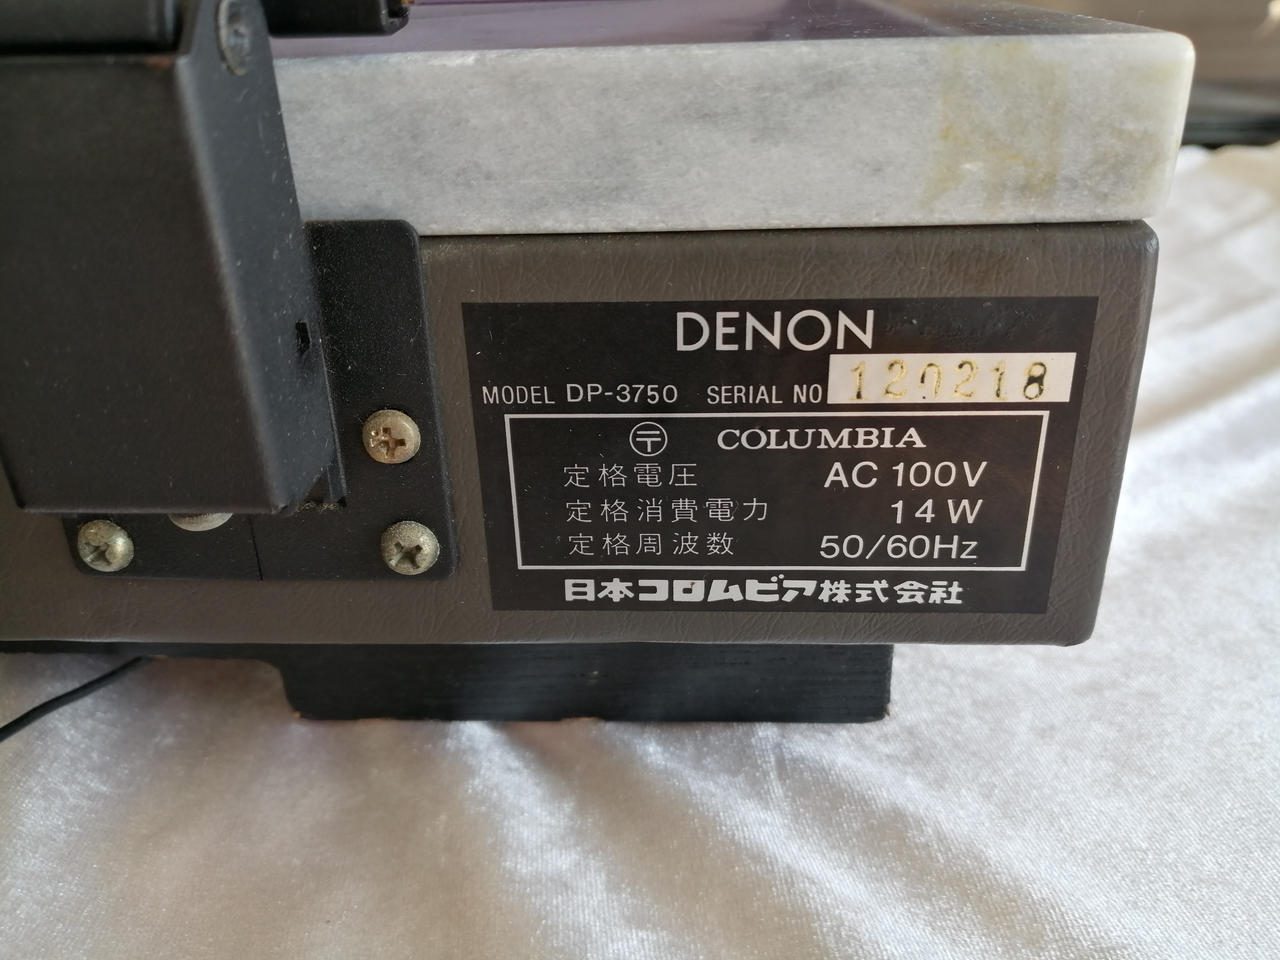 DENON
MODEL DP-3750 SERIAL NO 120218
〶 COLUMBIA
定格電圧 AC 100V
定格消費電力 14W
定格周波数 50/60Hz
日本コロムビア株式会社